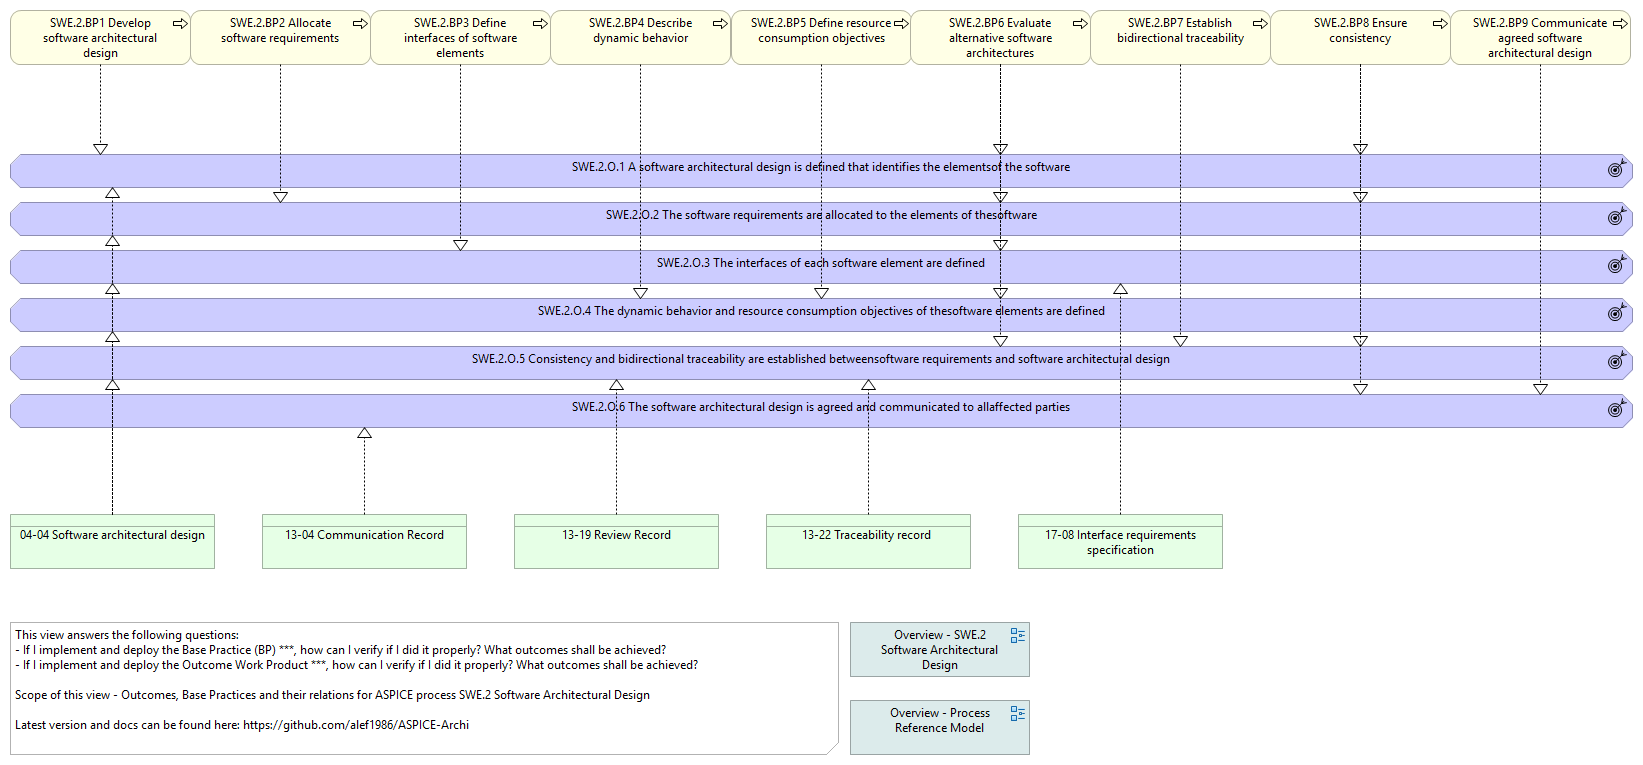 SWE.2.BP1 Develop
software architectural
design
SWE.2.BP2 Allocate
software requirements
SWE.2.BP3 Define
interfaces of software
elements
SWE.2.BP4 Describe
dynamic behavior
SWE.2.BP5 Define resource
consumption objectives
SWE.2.BP6 Evaluate
alternative software
architectures
SWE.2.BP7 Establish
bidirectional traceability
SWE.2.BP8 Ensure
consistency
SWE.2.BP9 Communicate
agreed software
architectural design
SWE.2.O.1 A software architectural design is defined that identifies the elementsof the software
SWE.2.O.2 The software requirements are allocated to the elements of thesoftware
SWE.2.O.3 The interfaces of each software element are defined
SWE.2.O.4 The dynamic behavior and resource consumption objectives of thesoftware elements are defined
SWE.2.O.5 Consistency and bidirectional traceability are established betweensoftware requirements and software architectural design
SWE.2.O.6 The software architectural design is agreed and communicated to allaffected parties
04-04 Software architectural design
13-04 Communication Record
13-19 Review Record
13-22 Traceability record
17-08 Interface requirements
specification
This view answers the following questions:
- If I implement and deploy the Base Practice (BP) ***, how can I verify if I did it properly? What outcomes shall be achieved?
- If I implement and deploy the Outcome Work Product ***, how can I verify if I did it properly? What outcomes shall be achieved?
Scope of this view - Outcomes, Base Practices and their relations for ASPICE process SWE.2 Software Architectural Design
Latest version and docs can be found here: https://github.com/alef1986/ASPICE-Archi
Overview - SWE.2
Software Architectural
Design
Overview - Process
Reference Model